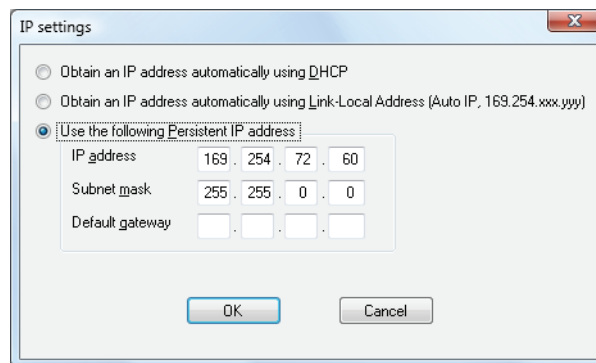 IP settings
Obtain an IP address automatically using DHCP
Obtain an IP address automatically using Link-Local Address (Auto IP, 169.254.xxx.yyy)
Use the following Persistent IP address
IP address 169 . 254 . 72 . 60
Subnet mask 255 . 255 . 0 . 0
Default gateway . . .
OK Cancel